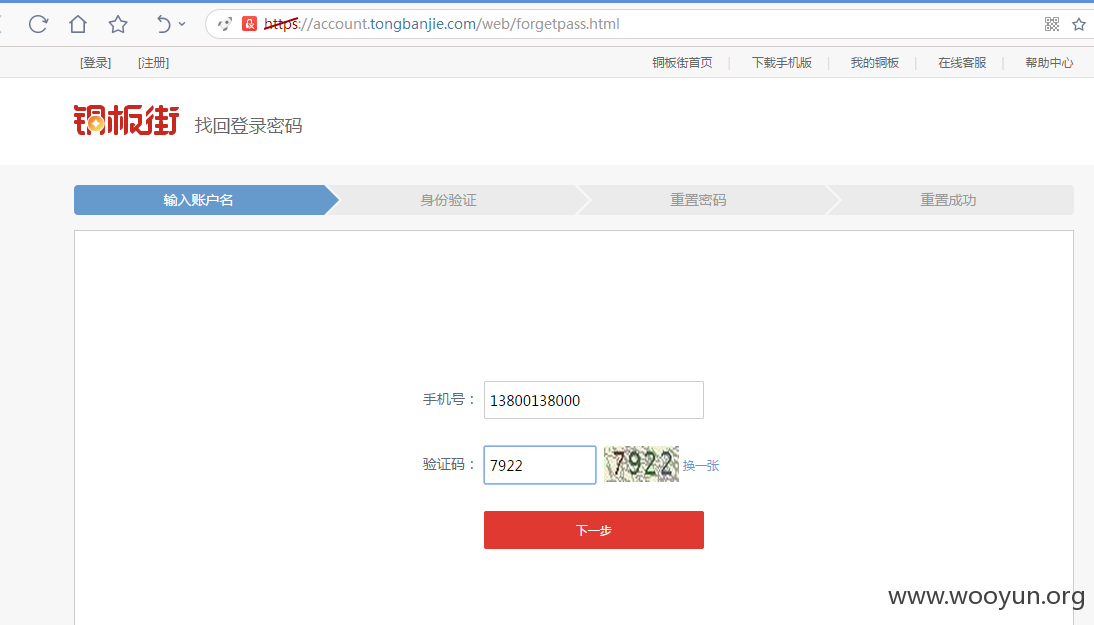 https://account.tongbanjie.com/web/forgetpass.html
[登录] [注册] 铜板街首页 | 下载手机版 | 我的铜板 | 在线客服 | 帮助中心
铜板街 找回登录密码
输入账户名 身份验证 重置密码 重置成功
手机号： 13800138000
验证码： 7922 7922 换一张
下一步
www.wooyun.org